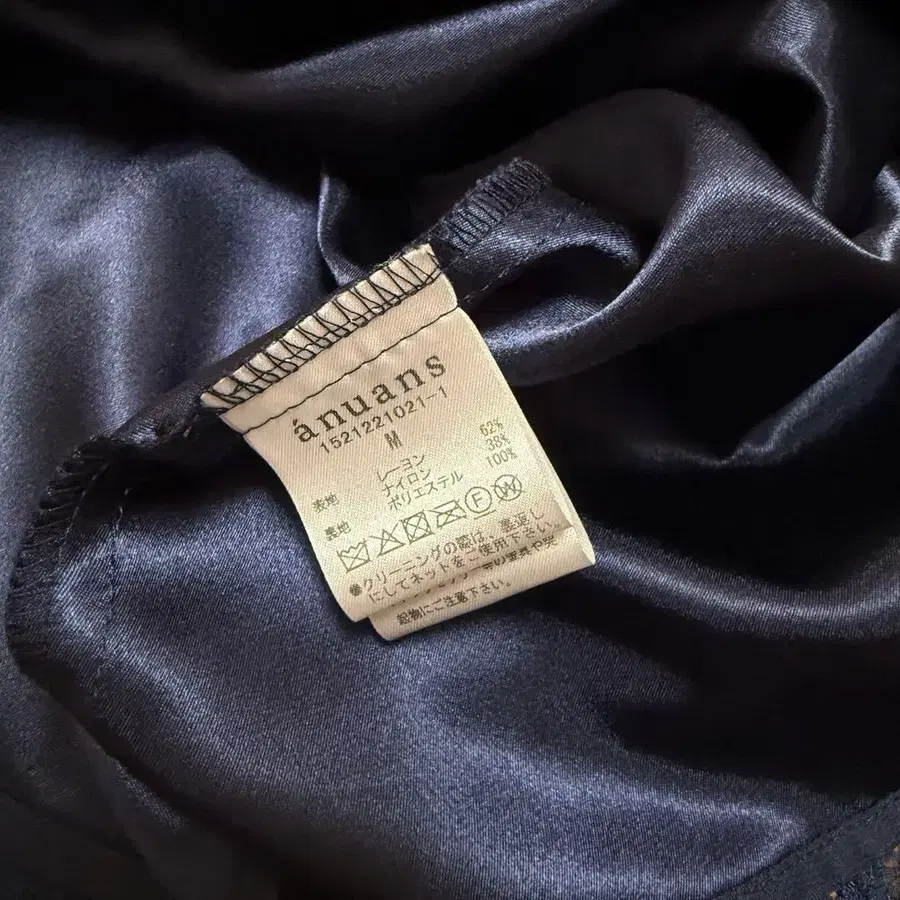 ánuans
1521221021-1
M
表地 レーヨン 62%
ナイロン 38%
裏地 ポリエステル 100%
F W
●クリーニングの際は、裏返し
にしてネットをご使用下さい。
起物にご注意下さい。